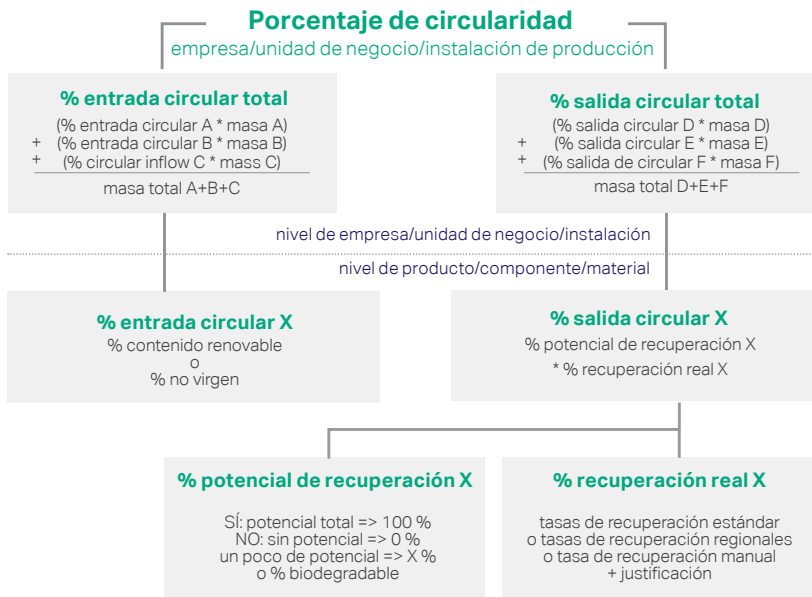 Porcentaje de circularidad
empresa/unidad de negocio/instalación de producción
% entrada circular total
(% entrada circular A * masa A)
+ (% entrada circular B * masa B)
+ (% circular inflow C * mass C)
masa total A+B+C
% salida circular total
(% salida circular D * masa D)
+ (% salida circular E * masa E)
+ (% salida de circular F * masa F)
masa total D+E+F
nivel de empresa/unidad de negocio/instalación
nivel de producto/componente/material
% entrada circular X
% contenido renovable
o
% no virgen
% salida circular X
% potencial de recuperación X
* % recuperación real X
% potencial de recuperación X
SÍ: potencial total => 100 %
NO: sin potencial => 0 %
un poco de potencial => X %
o % biodegradable
% recuperación real X
tasas de recuperación estándar
o tasas de recuperación regionales
o tasa de recuperación manual
+ justificación